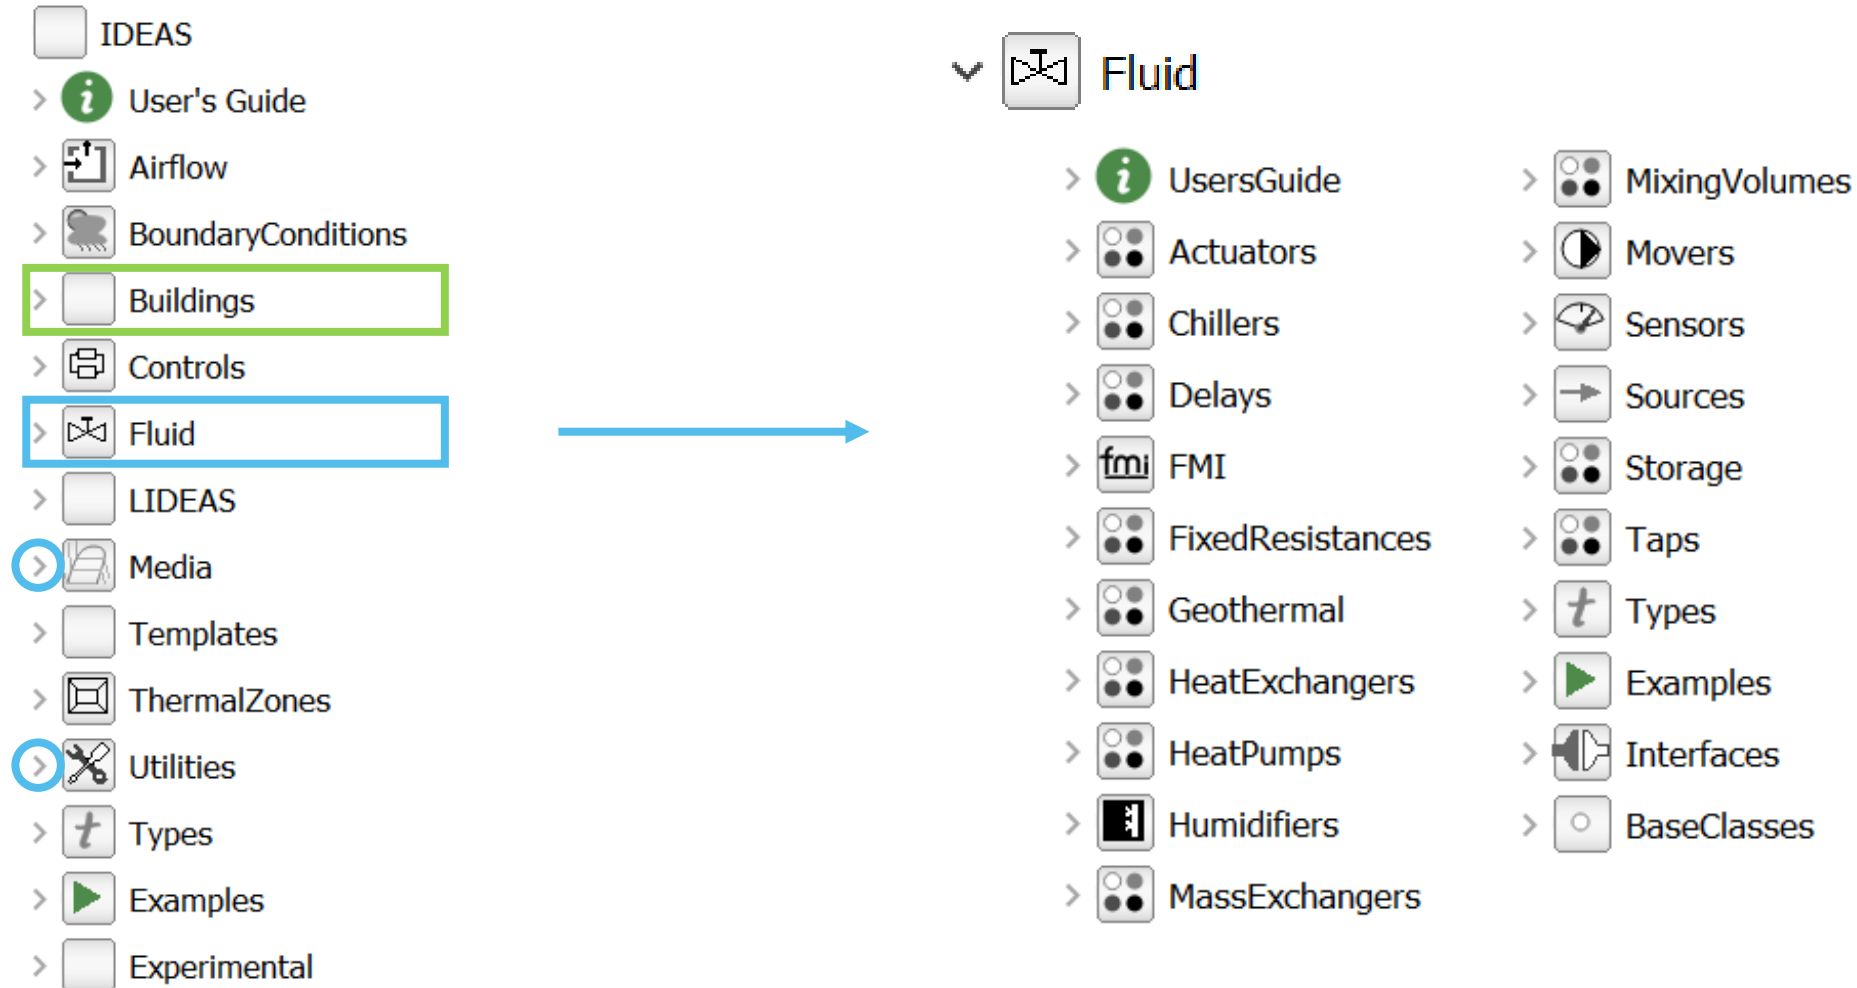 IDEAS
User's Guide
Airflow
BoundaryConditions
Buildings
Controls
Fluid
LIDEAS
Media
Templates
ThermalZones
Utilities
Types
Examples
Experimental
Fluid
UsersGuide
Actuators
Chillers
Delays
fmi FMI
FixedResistances
Geothermal
HeatExchangers
HeatPumps
Humidifiers
MassExchangers
MixingVolumes
Movers
Sensors
Sources
Storage
Taps
Types
Examples
Interfaces
BaseClasses